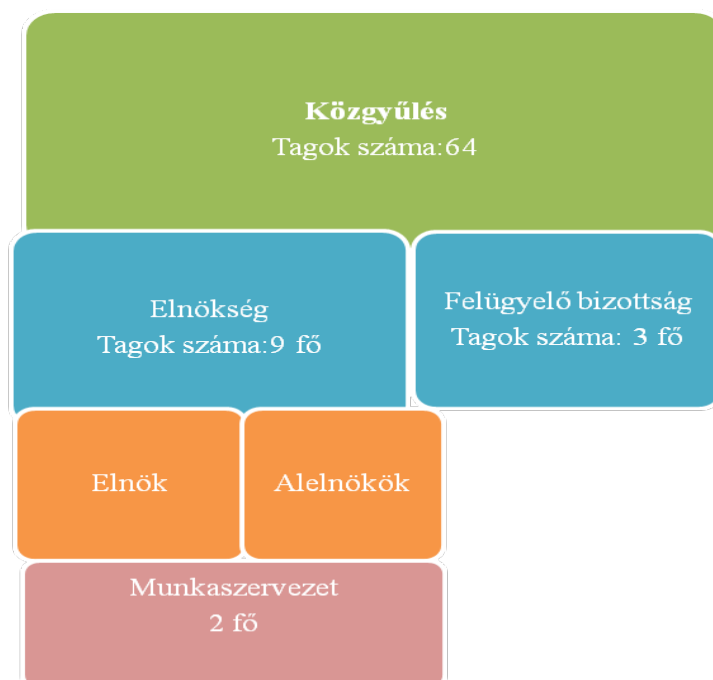 Közgyűlés
Tagok száma:64
Elnökség
Tagok száma:9 fő
Felügyelő bizottság
Tagok száma: 3 fő
Elnök
Alelnökök
Munkaszervezet
2 fő